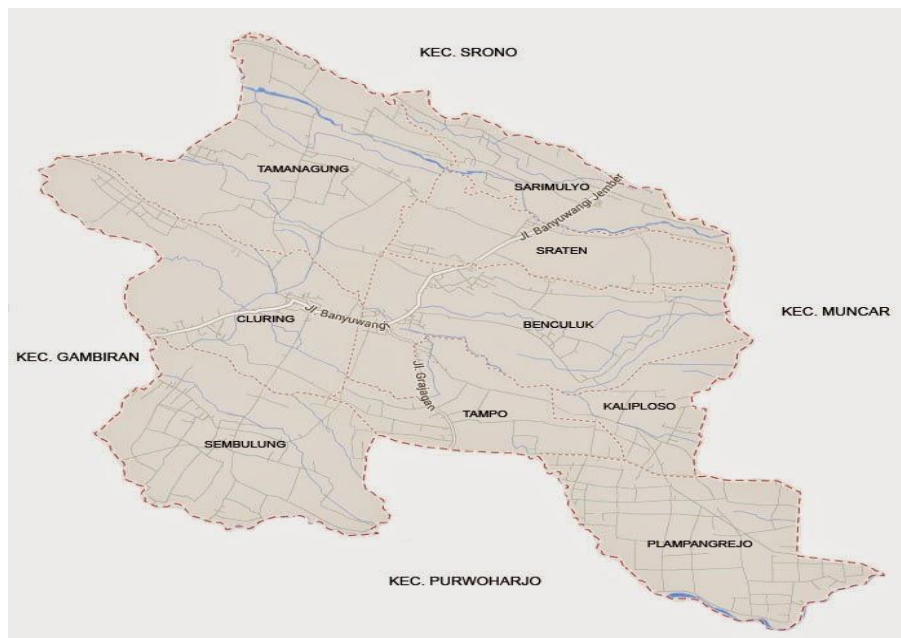 KEC. SRONO
TAMANAGUNG
SARIMULYO
Jl. Banyuwangi Jember
SRATEN
KEC. MUNCAR
CLURING
Jl. Banyuwang
BENCULUK
KEC. GAMBIRAN
Jl. Grajagan
KALIPLOSO
TAMPO
SEMBULUNG
PLAMPANGREJO
KEC. PURWOHARJO